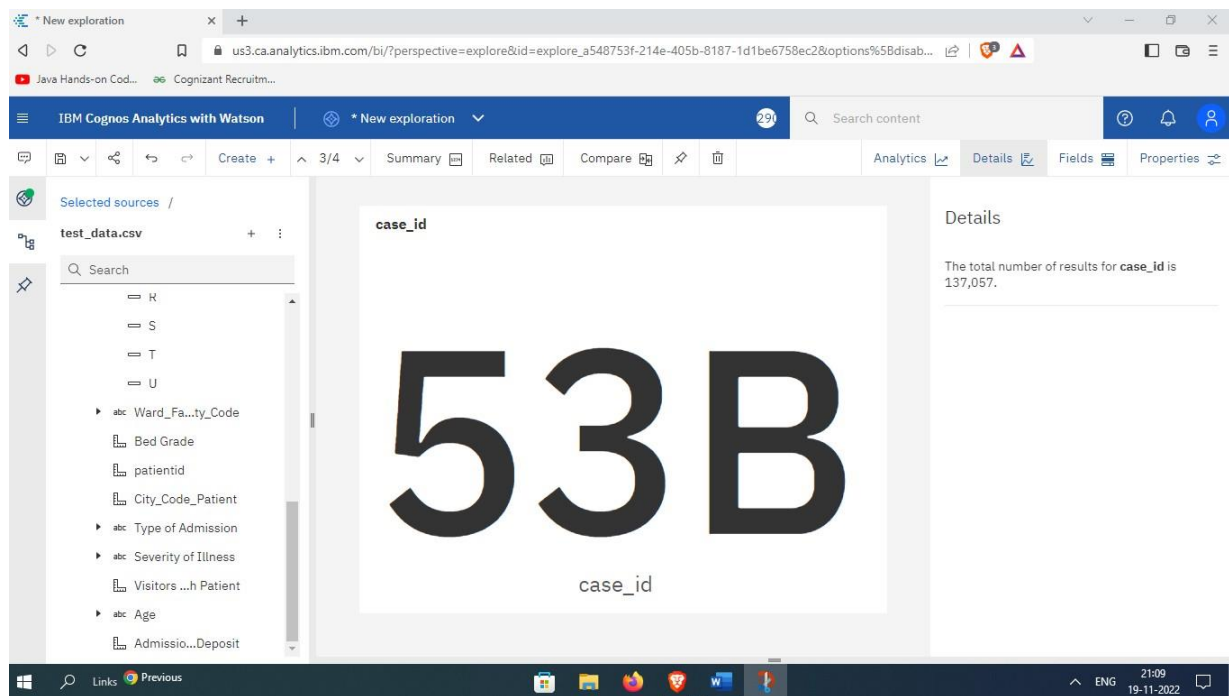 * New exploration
us3.ca.analytics.ibm.com/bi/?perspective=explore&id=explore_a548753f-214e-405b-8187-1d1be6758ec2&options%5Bdisab...
Java Hands-on Cod... Cognizant Recruitm...
IBM Cognos Analytics with Watson * New exploration 290 Search content
Create + 3/4 Summary Related Compare Analytics Details Fields Properties
Selected sources /
test_data.csv
Search
R
S
T
U
abc Ward_Fa...ty_Code
Bed Grade
patientid
City_Code_Patient
abc Type of Admission
abc Severity of Illness
Visitors ...h Patient
abc Age
Admissio...Deposit
case_id
53B
case_id
Details
The total number of results for case_id is
137,057.
Links Previous
ENG
21:09
19-11-2022